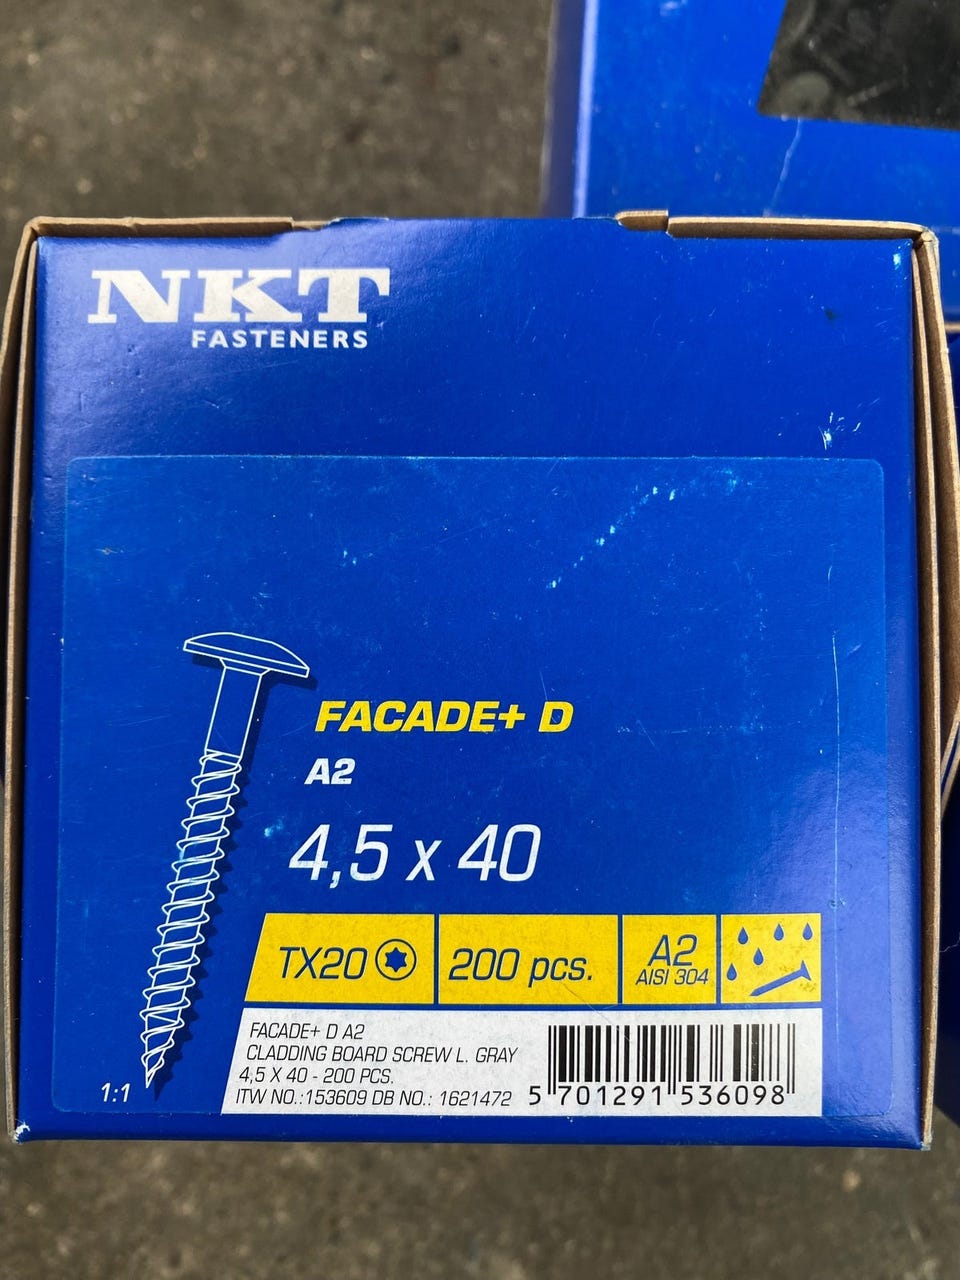 NKT
FASTENERS
FACADE+ D
A2
4,5 x 40
TX20
200 pcs.
A2
AISI 304
FACADE+ D A2
CLADDING BOARD SCREW L. GRAY
4,5 X 40 - 200 PCS.
ITW NO.:153609 DB NO.: 1621472
5 701291 536098
1:1